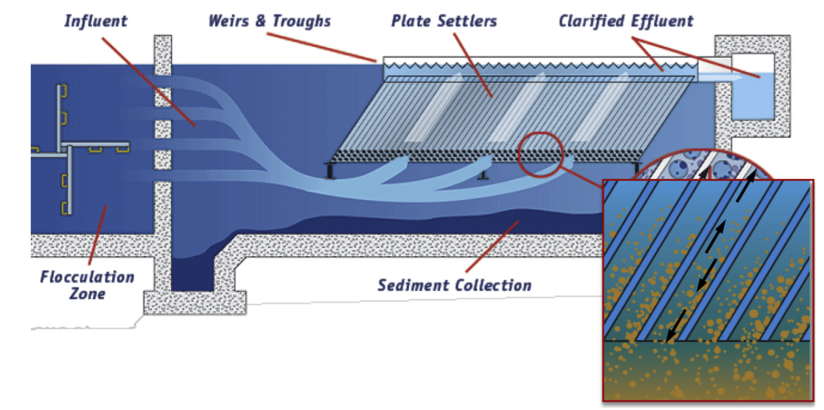 Influent
Weirs & Troughs
Plate Settlers
Clarified Effluent
Flocculation
Zone
Sediment Collection